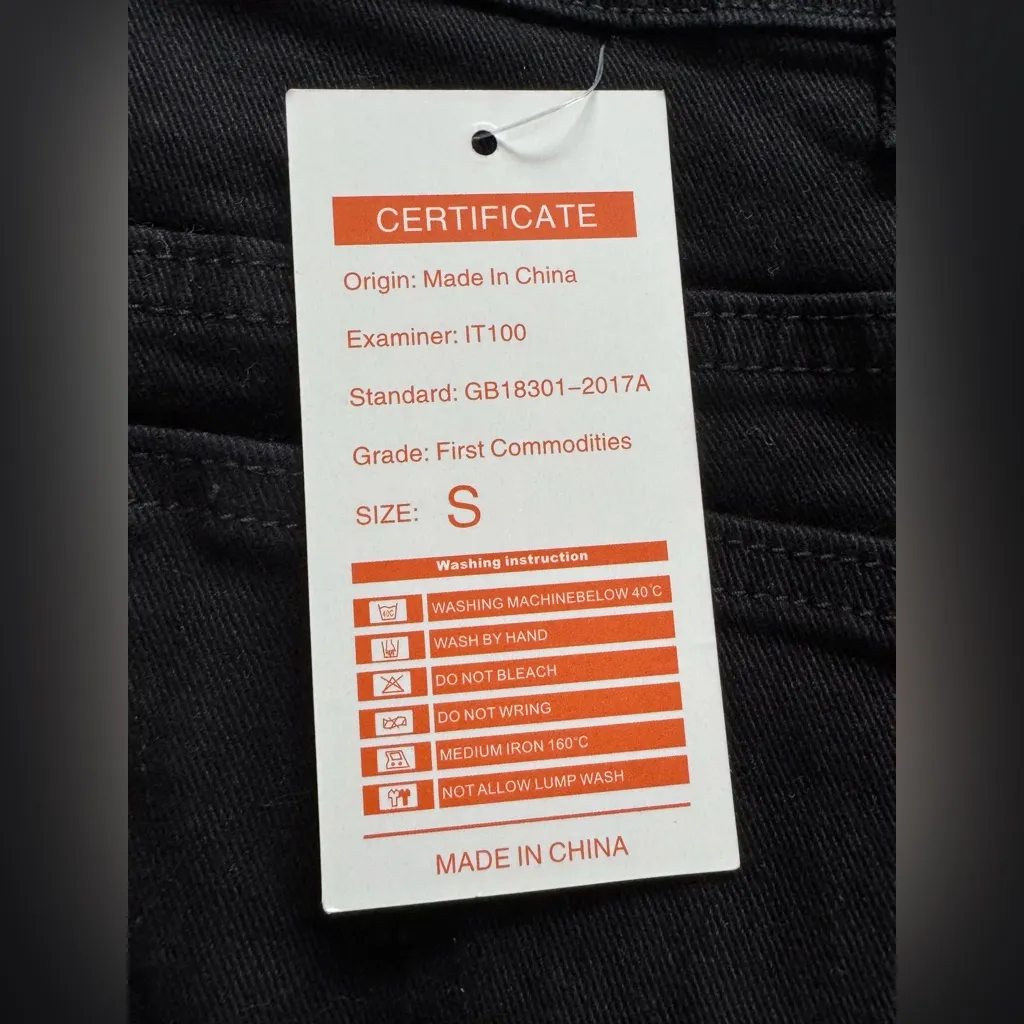 CERTIFICATE
Origin: Made In China
Examiner: IT100
Standard: GB18301-2017A
Grade: First Commodities
SIZE: S
Washing instruction
40C WASHING MACHINEBELOW 40°C
WASH BY HAND
DO NOT BLEACH
DO NOT WRING
MEDIUM IRON 160°C
NOT ALLOW LUMP WASH
MADE IN CHINA